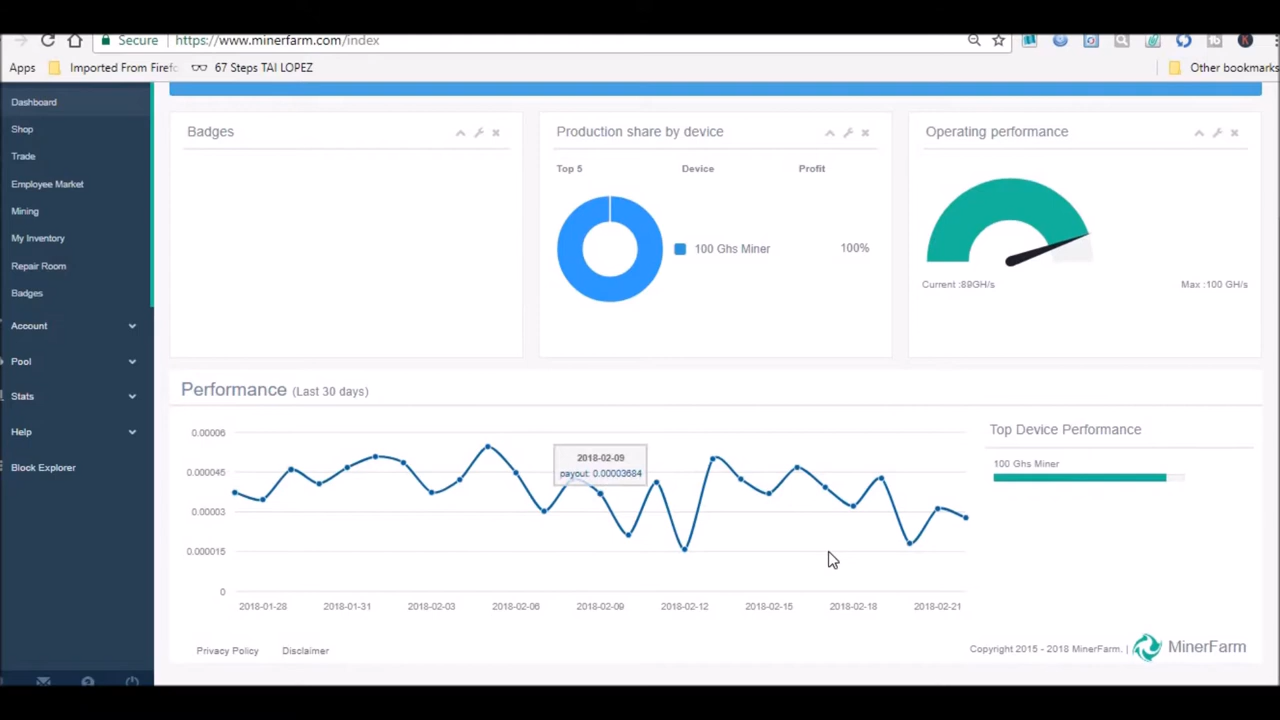 Secure https://www.minerfarm.com/index
Apps Imported From Firefo 67 Steps TAI LOPEZ Other bookmarks
Dashboard
Shop
Trade
Employee Market
Mining
My Inventory
Repair Room
Badges
Account
Pool
Stats
Help
Block Explorer
Badges
Production share by device
Top 5 Device Profit
100 Ghs Miner 100%
Operating performance
Current :89GH/s Max :100 GH/s
Performance (Last 30 days)
0.00006
0.000045
0.00003
0.000015
0
2018-02-09
payout: 0.00003684
2018-01-28 2018-01-31 2018-02-03 2018-02-06 2018-02-09 2018-02-12 2018-02-15 2018-02-18 2018-02-21
Top Device Performance
100 Ghs Miner
Privacy Policy Disclaimer
Copyright 2015 - 2018 MinerFarm. | MinerFarm